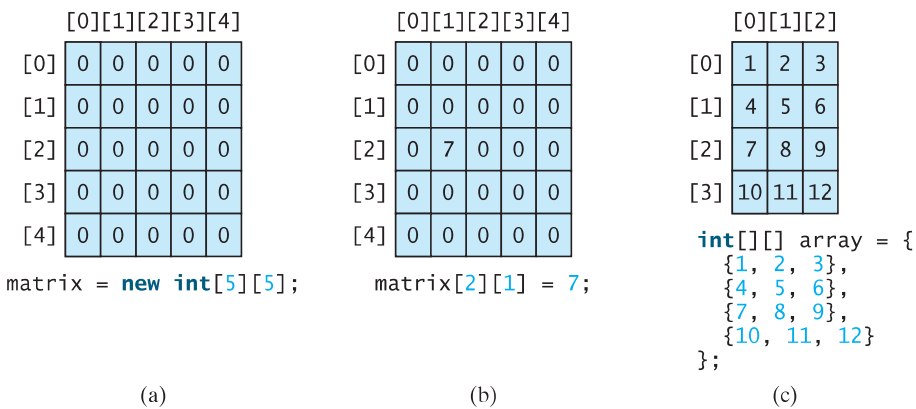 [0][1][2][3][4]
[0] 0 0 0 0 0
[1] 0 0 0 0 0
[2] 0 0 0 0 0
[3] 0 0 0 0 0
[4] 0 0 0 0 0
matrix = new int[5][5];
(a)
[0][1][2][3][4]
[0] 0 0 0 0 0
[1] 0 0 0 0 0
[2] 0 7 0 0 0
[3] 0 0 0 0 0
[4] 0 0 0 0 0
matrix[2][1] = 7;
(b)
[0][1][2]
[0] 1 2 3
[1] 4 5 6
[2] 7 8 9
[3] 10 11 12
int[][] array = {
{1, 2, 3},
{4, 5, 6},
{7, 8, 9},
{10, 11, 12}
};
(c)